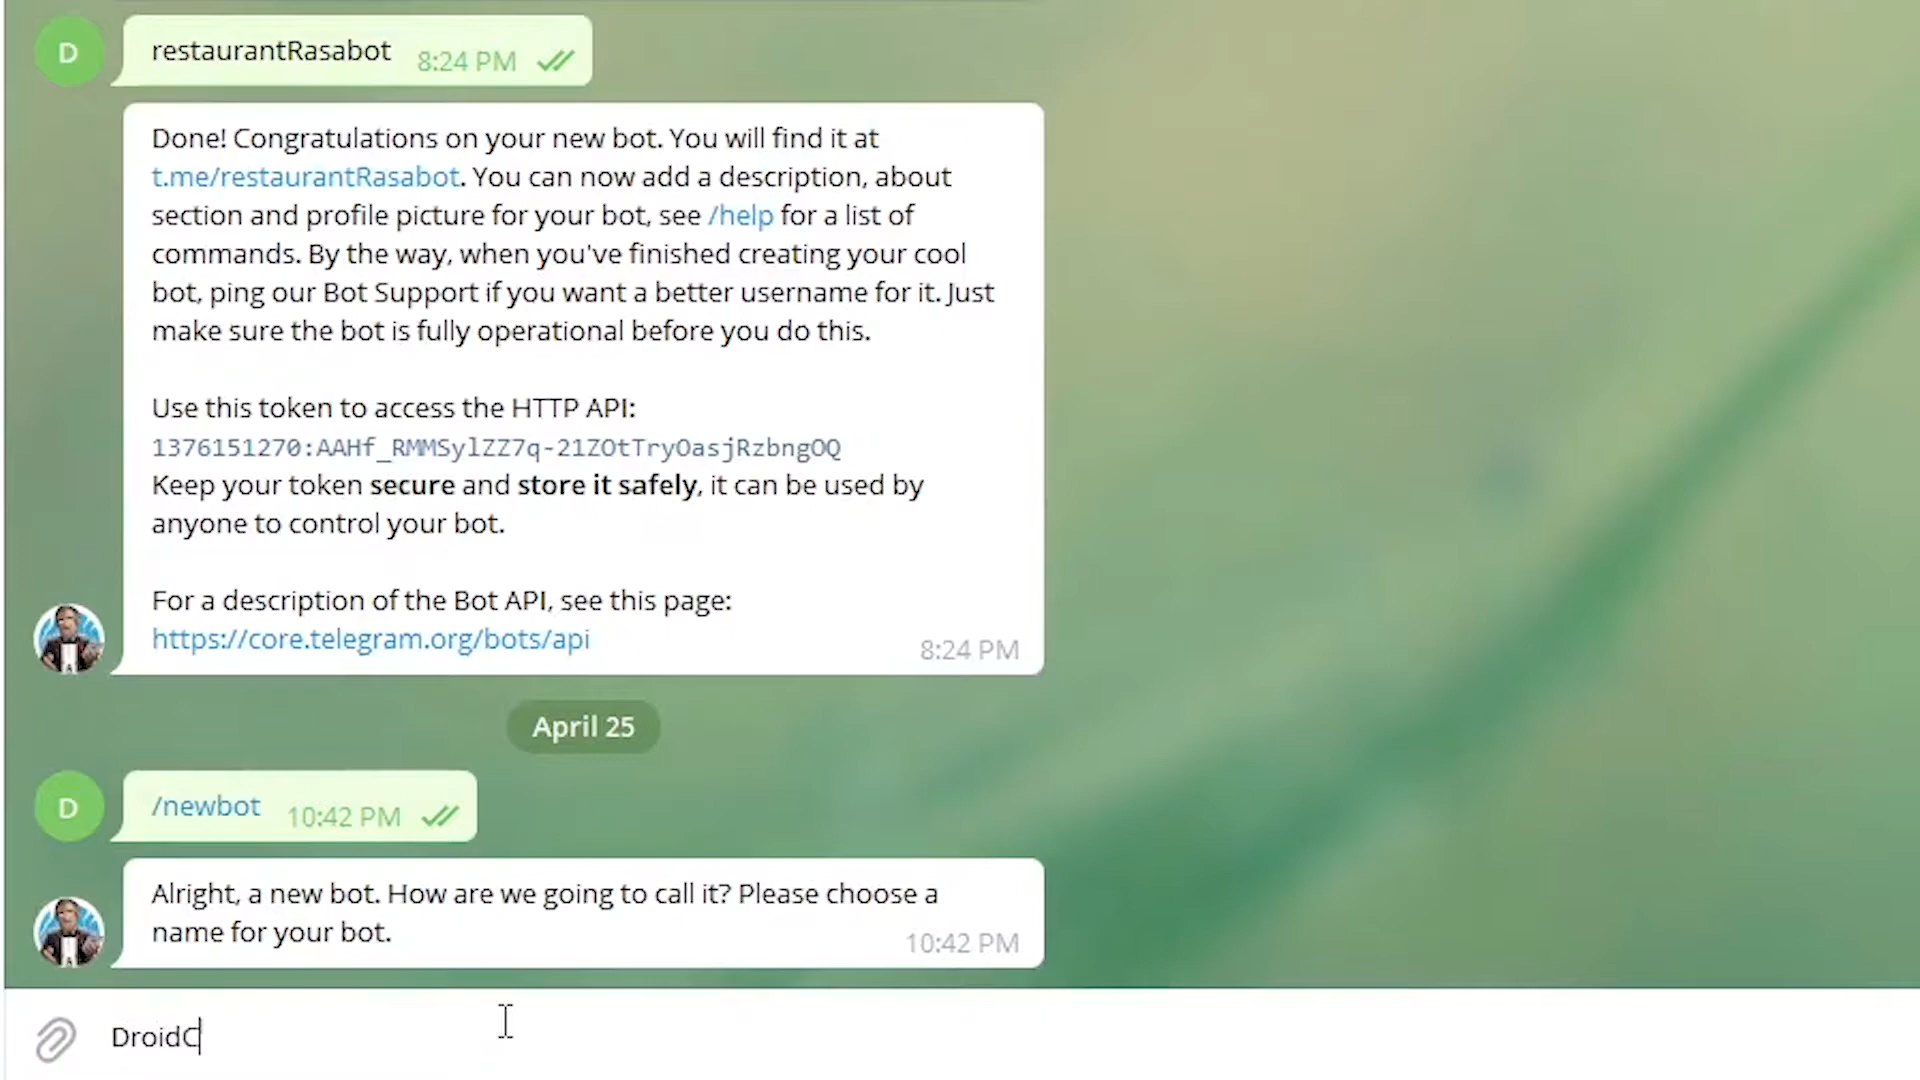 D
restaurantRasabot 8:24 PM
Done! Congratulations on your new bot. You will find it at
t.me/restaurantRasabot. You can now add a description, about
section and profile picture for your bot, see /help for a list of
commands. By the way, when you've finished creating your cool
bot, ping our Bot Support if you want a better username for it. Just
make sure the bot is fully operational before you do this.
Use this token to access the HTTP API:
1376151270:AAHf_RMMSylZZ7q-21ZOtTryOasjRzbngOQ
Keep your token secure and store it safely, it can be used by
anyone to control your bot.
For a description of the Bot API, see this page:
https://core.telegram.org/bots/api
8:24 PM
April 25
D
/newbot 10:42 PM
Alright, a new bot. How are we going to call it? Please choose a
name for your bot.
10:42 PM
DroidC